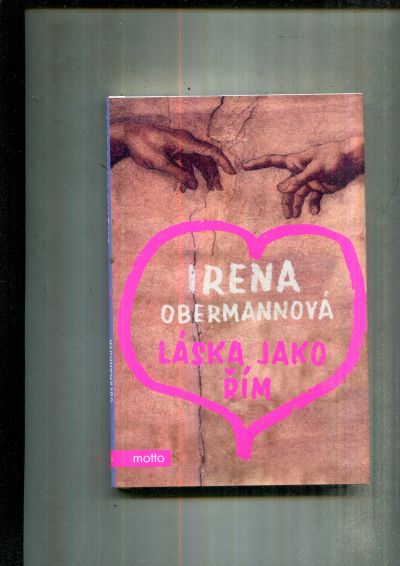 IRENA
OBERMANNOVÁ
LÁSKA JAKO
ŘÍM
motto